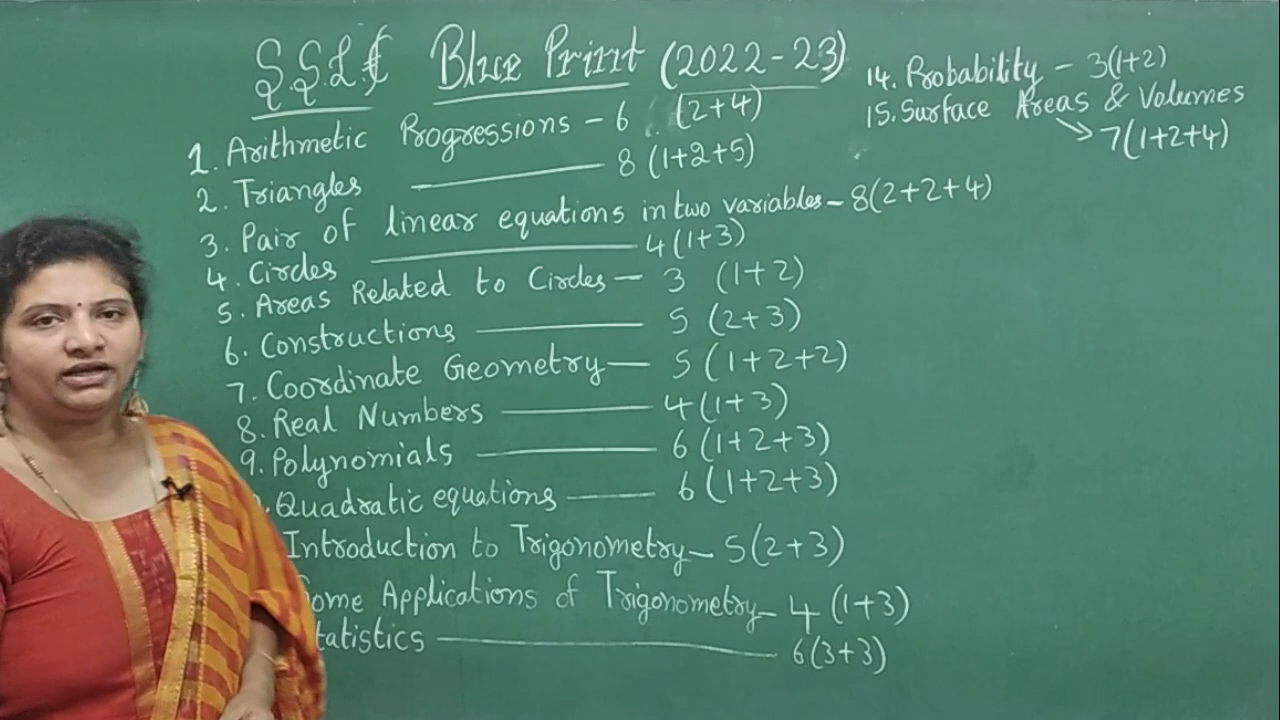 S.S.L.C Blue Print (2022-23)
1. Arithmetic Progressions - 6 (2+4)
2. Triangles — 8 (1+2+5)
3. Pair of linear equations in two variables - 8(2+2+4)
4. Circles — 4(1+3)
5. Areas Related to Circles - 3 (1+2)
6. Constructions — 5 (2+3)
7. Coordinate Geometry — 5 (1+2+2)
8. Real Numbers — 4(1+3)
9. Polynomials — 6(1+2+3)
. Quadratic equations — 6(1+2+3)
Introduction to Trigonometry - 5(2+3)
ome Applications of Trigonometry - 4 (1+3)
tatistics — 6(3+3)
14. Probability - 3(1+2)
15. Surface Areas & Volumes
→ 7(1+2+4)